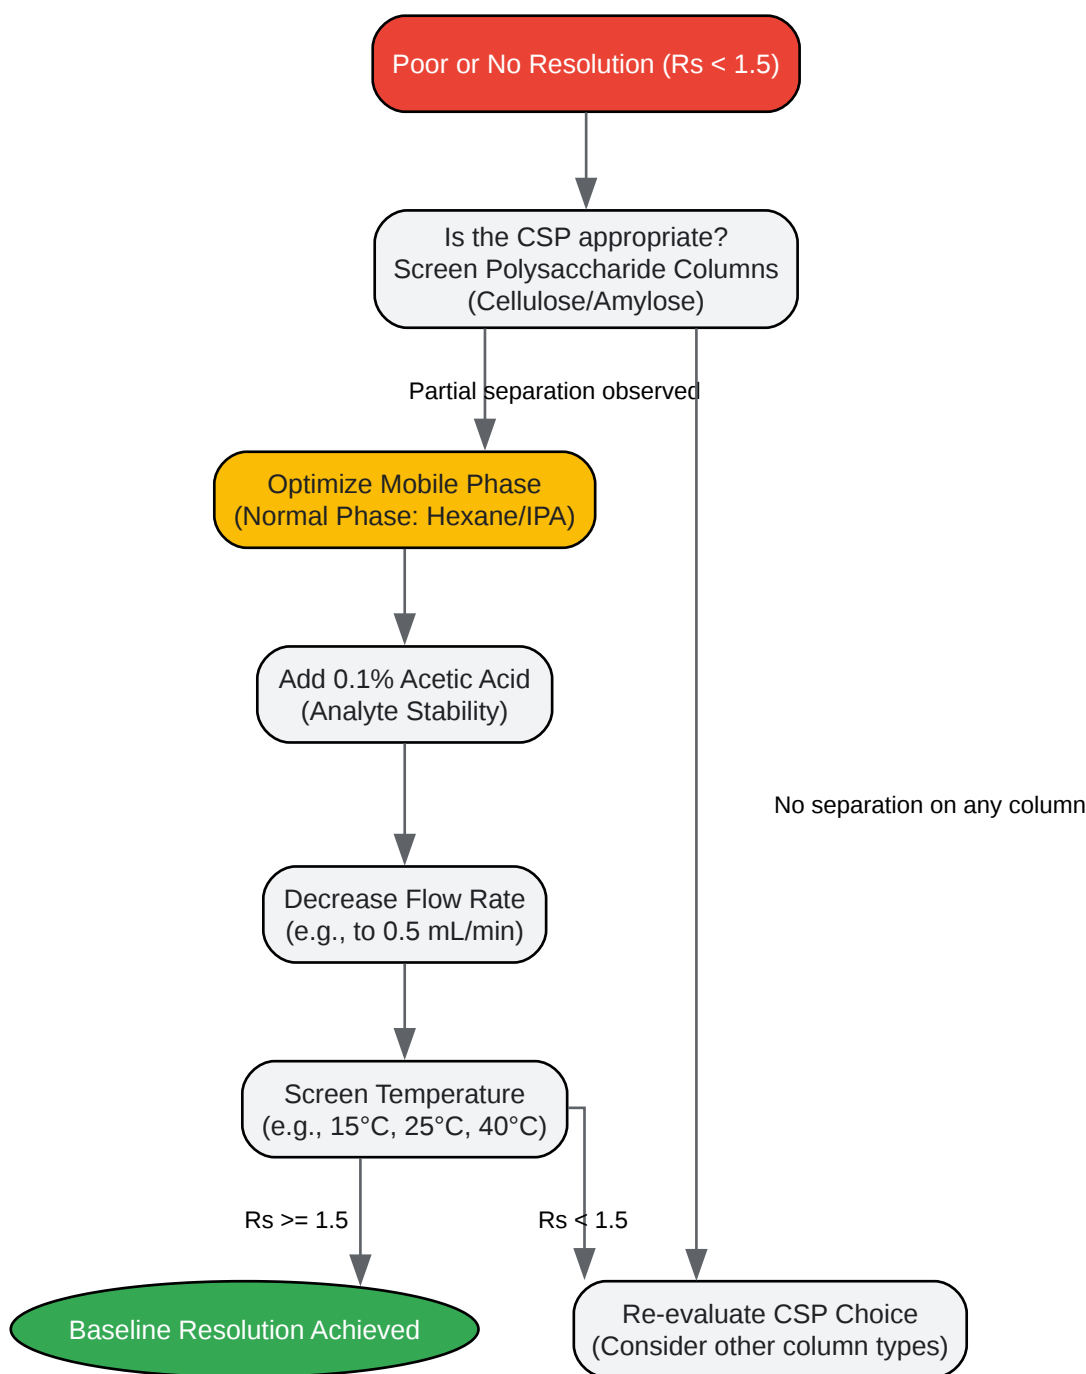 Poor or No Resolution (Rs < 1.5)
Is the CSP appropriate?
Screen Polysaccharide Columns
(Cellulose/Amylose)
Partial separation observed
Optimize Mobile Phase
(Normal Phase: Hexane/IPA)
Add 0.1% Acetic Acid
(Analyte Stability)
No separation on any column
Decrease Flow Rate
(e.g., to 0.5 mL/min)
Screen Temperature
(e.g., 15°C, 25°C, 40°C)
Rs >= 1.5
Rs < 1.5
Baseline Resolution Achieved
Re-evaluate CSP Choice
(Consider other column types)